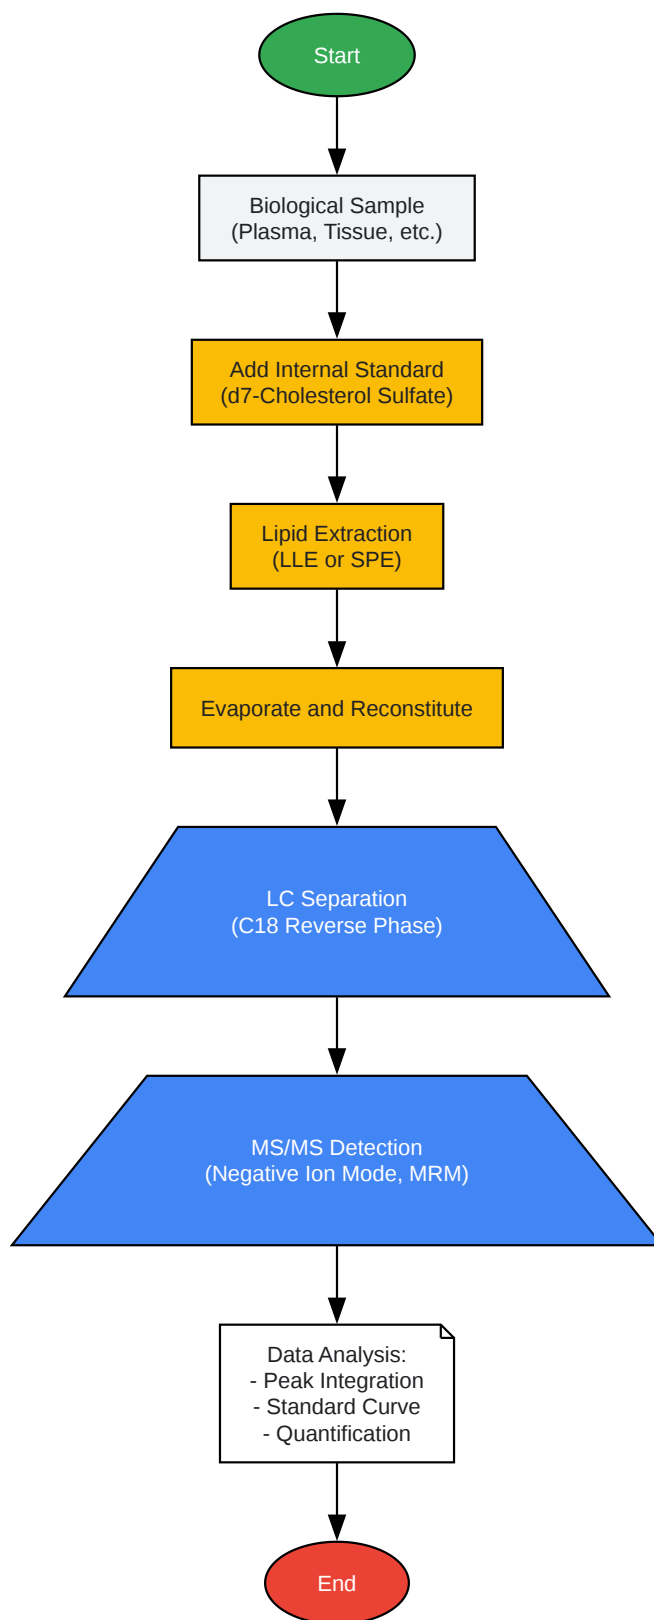 Start
Biological Sample
(Plasma, Tissue, etc.)
Add Internal Standard
(d7-Cholesterol Sulfate)
Lipid Extraction
(LLE or SPE)
Evaporate and Reconstitute
LC Separation
(C18 Reverse Phase)
MS/MS Detection
(Negative Ion Mode, MRM)
Data Analysis:
- Peak Integration
- Standard Curve
- Quantification
End